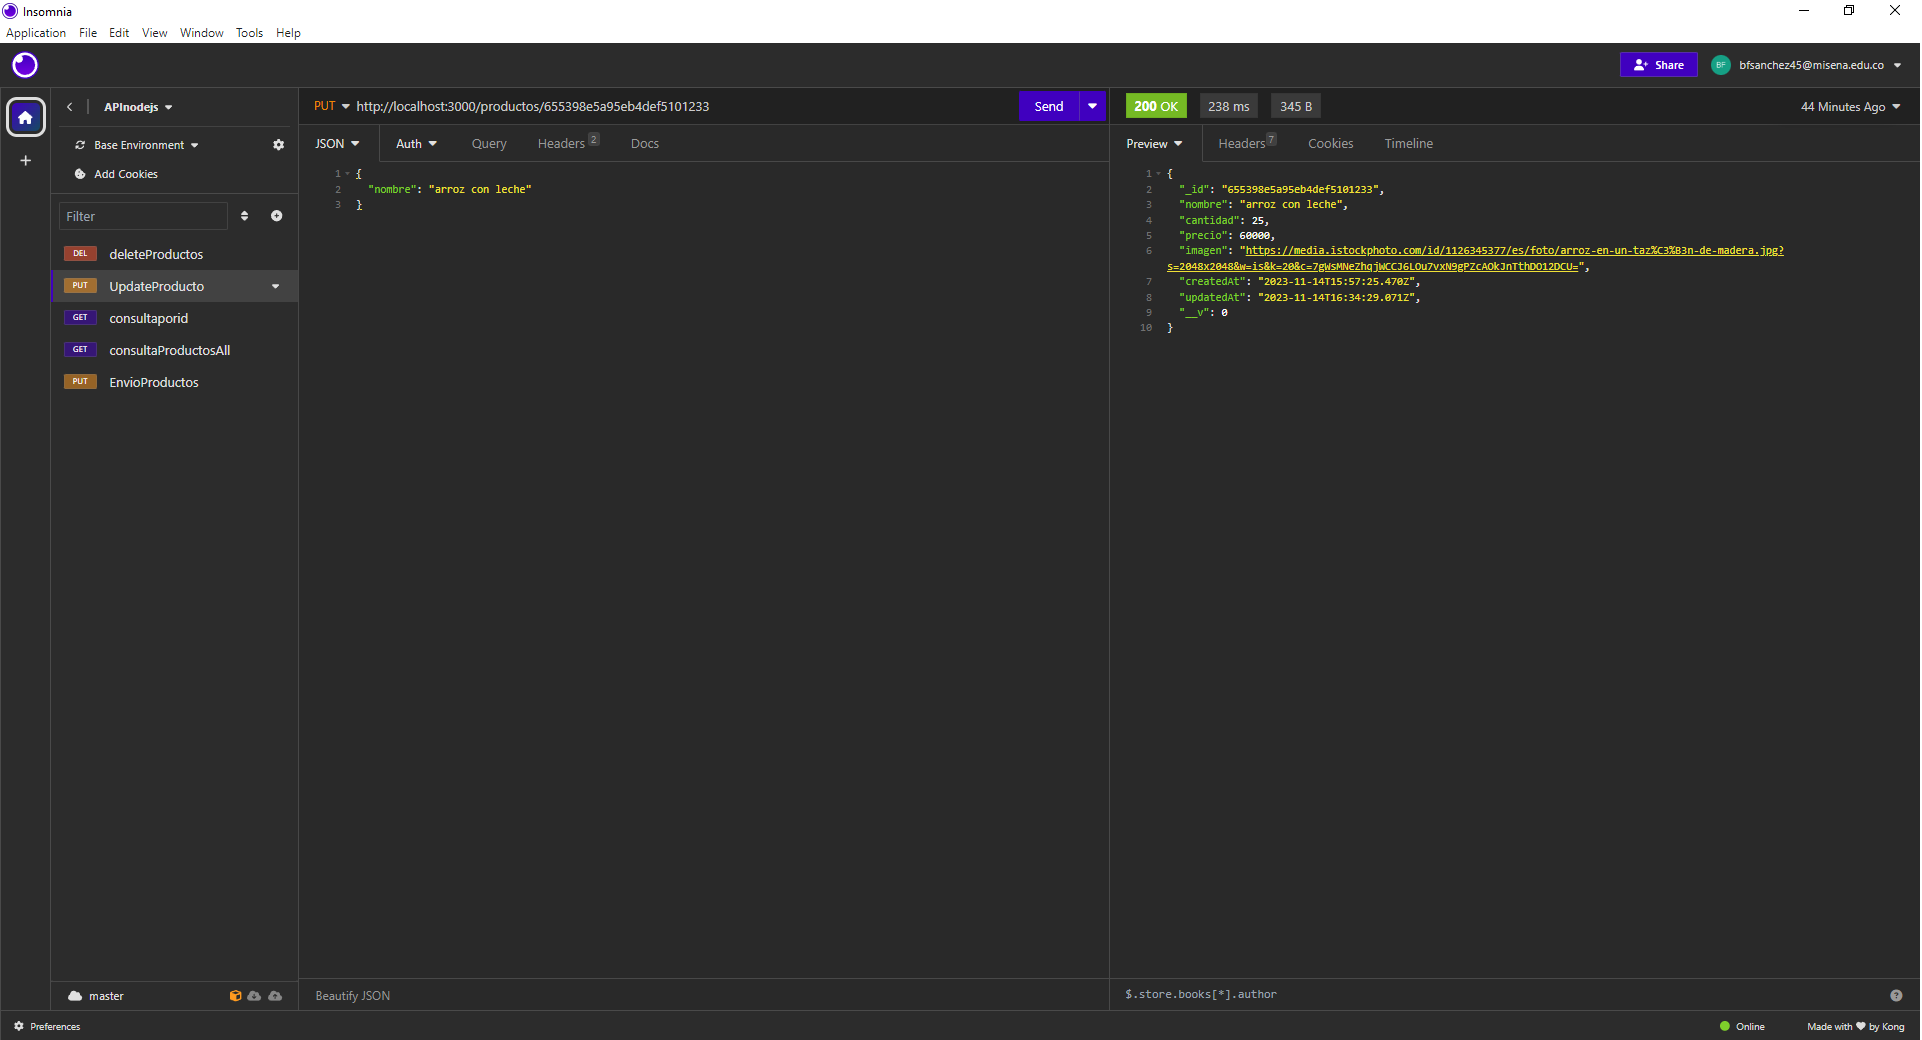 Insomnia
Application File Edit View Window Tools Help
Share
BF
bfsanchez45@misena.edu.co
APInodejs
PUT http://localhost:3000/productos/655398e5a95eb4def5101233
Send
200 OK
238 ms
345 B
44 Minutes Ago
Base Environment
Add Cookies
Filter
DEL deleteProductos
PUT UpdateProducto
GET consultaporid
GET consultaProductosAll
PUT EnvioProductos
JSON Auth Query Headers 2 Docs
1 {
2 "nombre": "arroz con leche"
3 }
Preview Headers 7 Cookies Timeline
1 {
2 "_id": "655398e5a95eb4def5101233",
3 "nombre": "arroz con leche",
4 "cantidad": 25,
5 "precio": 60000,
6 "imagen": "https://media.istockphoto.com/id/1126345377/es/foto/arroz-en-un-taz%C3%B3n-de-madera.jpg?
s=2048x2048&w=is&k=20&c=7gWsMNeZhqjWCCJ6LOu7vxN9gPZcAOkJnTthDO12DCU=",
7 "createdAt": "2023-11-14T15:57:25.470Z",
8 "updatedAt": "2023-11-14T16:34:29.071Z",
9 "__v": 0
10 }
master
Beautify JSON
$.store.books[*].author
Preferences
Online
Made with ♥ by Kong